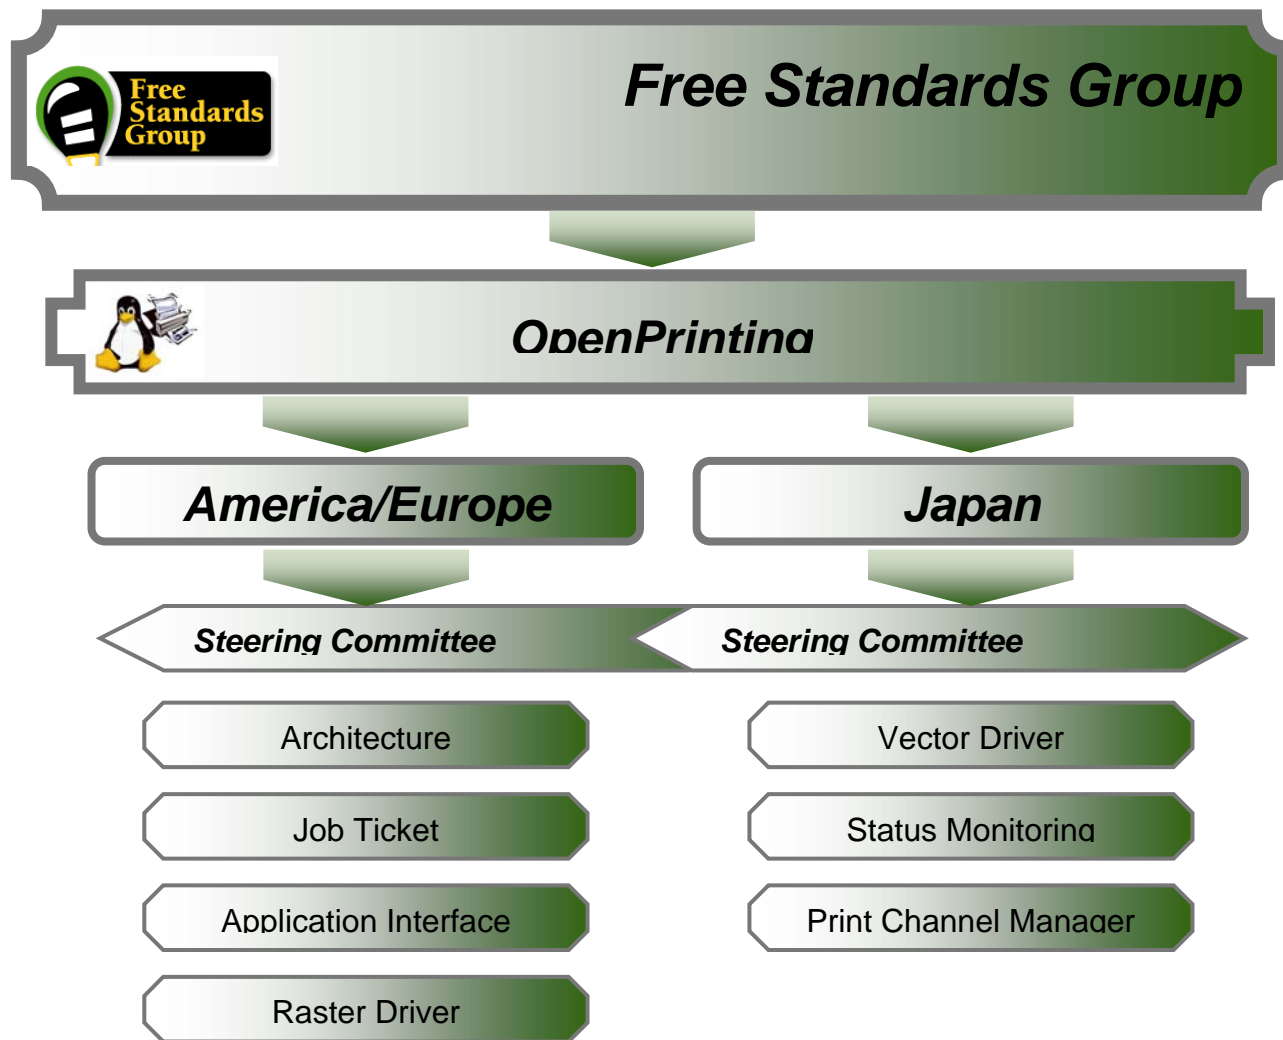 Free Standards Group
Free
Standards
Group
OpenPrinting
America/Europe
Japan
Steering Committee
Steering Committee
Architecture
Vector Driver
Job Ticket
Status Monitoring
Application Interface
Print Channel Manager
Raster Driver